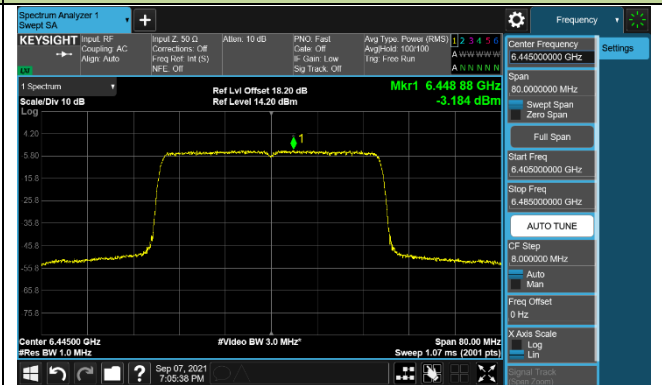 Spectrum Analyzer 1
Swept SA
+
Frequency
KEYSIGHT
Input: RF
Coupling: AC
Align: Auto
Input Z: 50 Ω
Corrections: Off
Freq Ref: Int (S)
NFE: Off
Atten: 10 dB
PNO: Fast
Gate: Off
IF Gain: Low
Sig Track: Off
Avg Type: Power (RMS)
Avg|Hold: 100/100
Trig: Free Run
1 2 3 4 5 6
A W W W W W
A N N N N N
1 Spectrum
Scale/Div 10 dB
Log
Ref Lvl Offset 18.20 dB
Ref Level 14.20 dBm
Mkr1 6.448 88 GHz
-3.184 dBm
1
4.20
-5.80
-15.8
-25.8
-35.8
-45.8
-55.8
-65.8
-75.8
Center 6.44500 GHz
#Res BW 1.0 MHz
#Video BW 3.0 MHz*
Span 80.00 MHz
Sweep 1.07 ms (2001 pts)
Center Frequency
6.445000000 GHz
Settings
Span
80.0000000 MHz
Swept Span
Zero Span
Full Span
Start Freq
6.405000000 GHz
Stop Freq
6.485000000 GHz
AUTO TUNE
CF Step
8.000000 MHz
Auto
Man
Freq Offset
0 Hz
X Axis Scale
Log
Lin
Signal Track
(Span Zoom)
?
Sep 07, 2021
7:05:38 PM